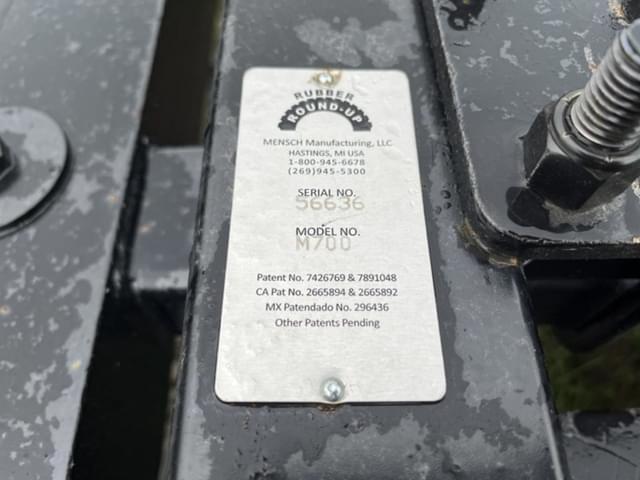 RUBBER
ROUND-UP
MENSCH Manufacturing, LLC
HASTINGS, MI USA
1-800-945-6678
(269)945-5300
SERIAL NO.
56636
MODEL NO.
M700
Patent No. 7426769 & 7891048
CA Pat No. 2665894 & 2665892
MX Patendado No. 296436
Other Patents Pending